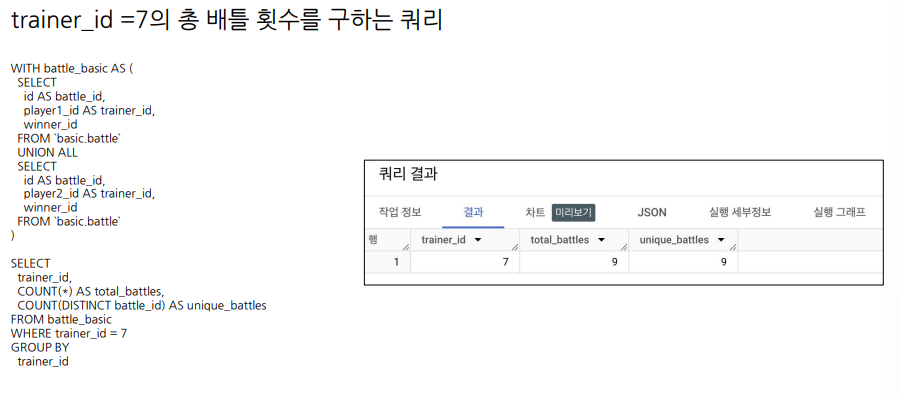 trainer_id =7의 총 배틀 횟수를 구하는 쿼리
WITH battle_basic AS (
SELECT
id AS battle_id,
player1_id AS trainer_id,
winner_id
FROM `basic.battle`
UNION ALL
SELECT
id AS battle_id,
player2_id AS trainer_id,
winner_id
FROM `basic.battle`
)
SELECT
trainer_id,
COUNT(*) AS total_battles,
COUNT(DISTINCT battle_id) AS unique_battles
FROM battle_basic
WHERE trainer_id = 7
GROUP BY
trainer_id
쿼리 결과
작업 정보 결과 차트 미리보기 JSON 실행 세부정보 실행 그래프
행 trainer_id total_battles unique_battles
1 7 9 9